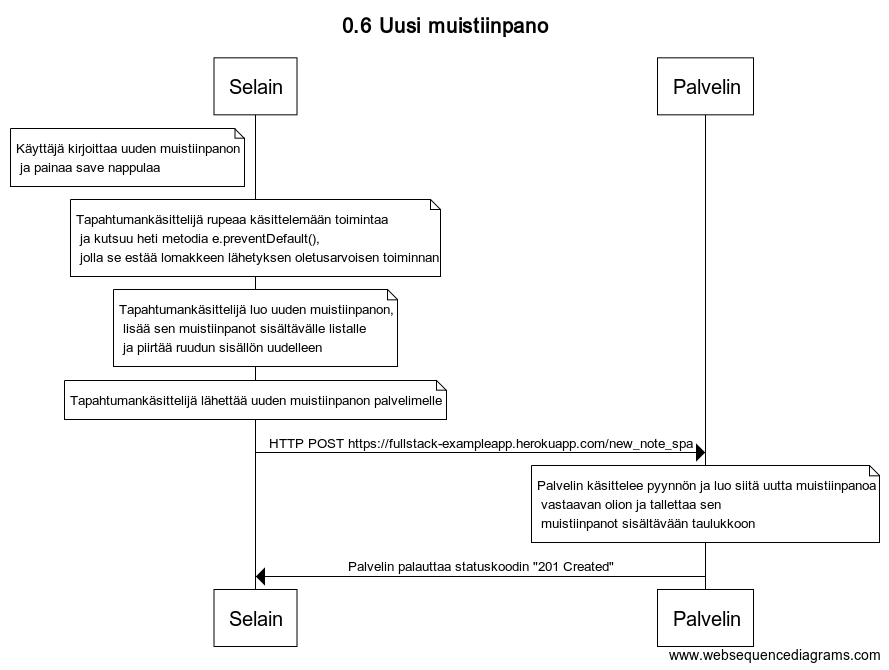 0.6 Uusi muistiinpano
Selain
Palvelin
Käyttäjä kirjoittaa uuden muistiinpanon
ja painaa save nappulaa
Tapahtumankäsittelijä rupeaa käsittelemään toimintaa
ja kutsuu heti metodia e.preventDefault(),
jolla se estää lomakkeen lähetyksen oletusarvoisen toiminnan
Tapahtumankäsittelijä luo uuden muistiinpanon,
lisää sen muistiinpanot sisältävälle listalle
ja piirtää ruudun sisällön uudelleen
Tapahtumankäsittelijä lähettää uuden muistiinpanon palvelimelle
HTTP POST https://fullstack-exampleapp.herokuapp.com/new_note_spa
Palvelin käsittelee pyynnön ja luo siitä uutta muistiinpanoa
vastaavan olion ja tallettaa sen
muistiinpanot sisältävään taulukkoon
Palvelin palauttaa statuskoodin "201 Created"
Selain
Palvelin
www.websequencediagrams.com